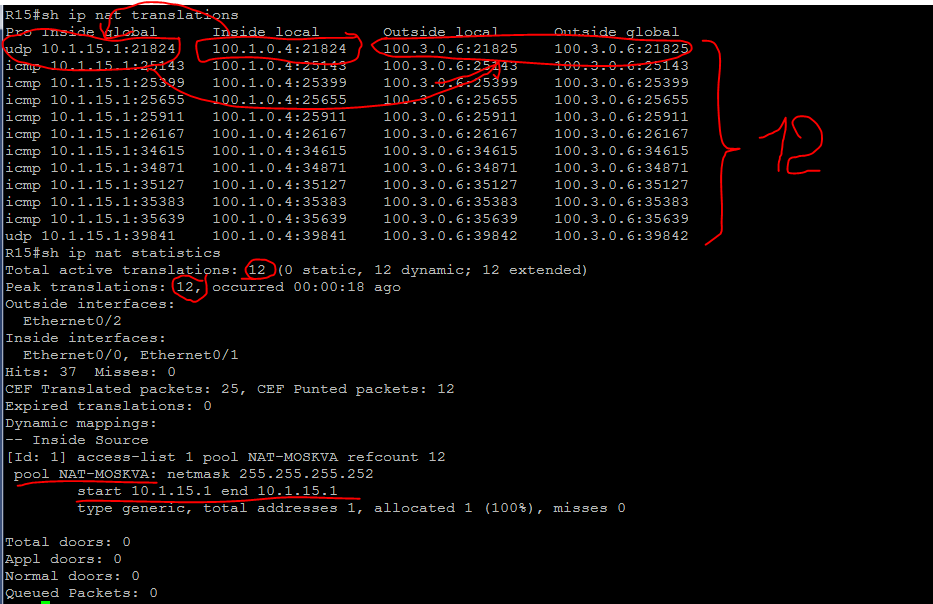 R15#sh ip nat translations
Pro Inside global Inside local Outside local Outside global
udp 10.1.15.1:21824 100.1.0.4:21824 100.3.0.6:21825 100.3.0.6:21825
icmp 10.1.15.1:25143 100.1.0.4:25143 100.3.0.6:25143 100.3.0.6:25143
icmp 10.1.15.1:25399 100.1.0.4:25399 100.3.0.6:25399 100.3.0.6:25399
icmp 10.1.15.1:25655 100.1.0.4:25655 100.3.0.6:25655 100.3.0.6:25655
icmp 10.1.15.1:25911 100.1.0.4:25911 100.3.0.6:25911 100.3.0.6:25911
icmp 10.1.15.1:26167 100.1.0.4:26167 100.3.0.6:26167 100.3.0.6:26167
icmp 10.1.15.1:34615 100.1.0.4:34615 100.3.0.6:34615 100.3.0.6:34615
icmp 10.1.15.1:34871 100.1.0.4:34871 100.3.0.6:34871 100.3.0.6:34871
icmp 10.1.15.1:35127 100.1.0.4:35127 100.3.0.6:35127 100.3.0.6:35127
icmp 10.1.15.1:35383 100.1.0.4:35383 100.3.0.6:35383 100.3.0.6:35383
icmp 10.1.15.1:35639 100.1.0.4:35639 100.3.0.6:35639 100.3.0.6:35639
udp 10.1.15.1:39841 100.1.0.4:39841 100.3.0.6:39842 100.3.0.6:39842
12
R15#sh ip nat statistics
Total active translations: 12 (0 static, 12 dynamic; 12 extended)
Peak translations: 12, occurred 00:00:18 ago
Outside interfaces:
Ethernet0/2
Inside interfaces:
Ethernet0/0, Ethernet0/1
Hits: 37 Misses: 0
CEF Translated packets: 25, CEF Punted packets: 12
Expired translations: 0
Dynamic mappings:
-- Inside Source
[Id: 1] access-list 1 pool NAT-MOSKVA refcount 12
pool NAT-MOSKVA: netmask 255.255.255.252
start 10.1.15.1 end 10.1.15.1
type generic, total addresses 1, allocated 1 (100%), misses 0
Total doors: 0
Appl doors: 0
Normal doors: 0
Queued Packets: 0